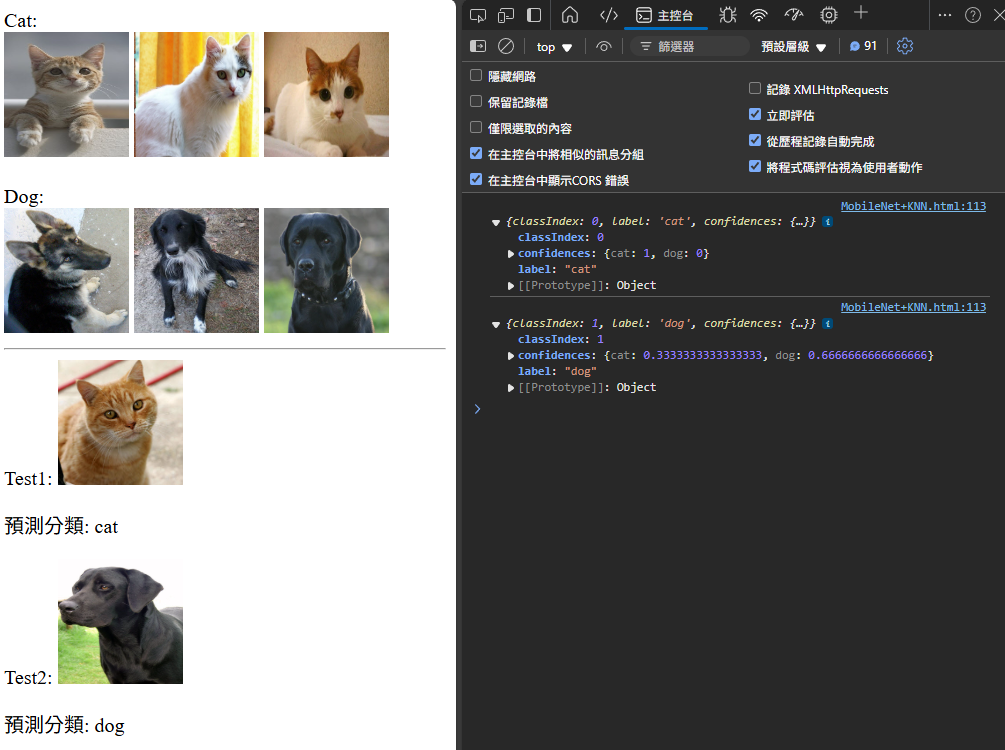 Cat:
Dog:
Test1:
預測分類: cat
Test2:
預測分類: dog
主控台
top
篩選器
預設層級
91
隱藏網路
保留記錄檔
僅限選取的內容
在主控台中將相似的訊息分組
在主控台中顯示CORS 錯誤
記錄 XMLHttpRequests
立即評估
從歷程記錄自動完成
將程式碼評估視為使用者動作
MobileNet+KNN.html:113
{classIndex: 0, label: 'cat', confidences: {…}}
classIndex: 0
confidences: {cat: 1, dog: 0}
label: "cat"
[[Prototype]]: Object
MobileNet+KNN.html:113
{classIndex: 1, label: 'dog', confidences: {…}}
classIndex: 1
confidences: {cat: 0.3333333333333333, dog: 0.6666666666666666}
label: "dog"
[[Prototype]]: Object